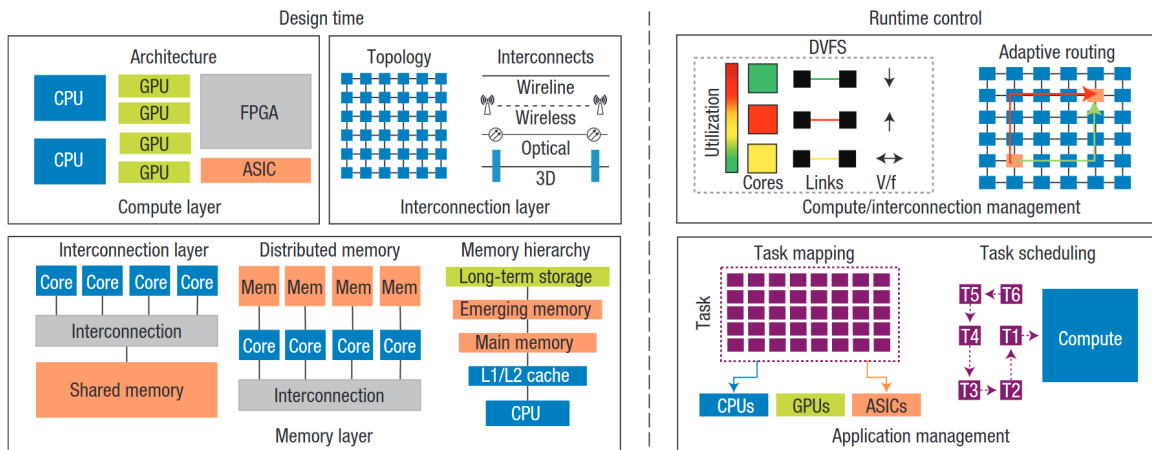 Design time
Architecture
CPU
CPU
GPU
GPU
GPU
GPU
FPGA
ASIC
Compute layer
Topology
Interconnects
Wireline
Wireless
Optical
3D
Interconnection layer
Interconnection layer
Core Core Core Core
Interconnection
Shared memory
Distributed memory
Mem Mem Mem Mem
Core Core Core Core
Interconnection
Memory hierarchy
Long-term storage
Emerging memory
Main memory
L1/L2 cache
CPU
Memory layer
Runtime control
DVFS
Utilization
Cores Links V/f
Adaptive routing
Compute/interconnection management
Task mapping
Task
CPUs GPUs ASICs
Task scheduling
T5 T6
T4 T1
T3 T2
Compute
Application management